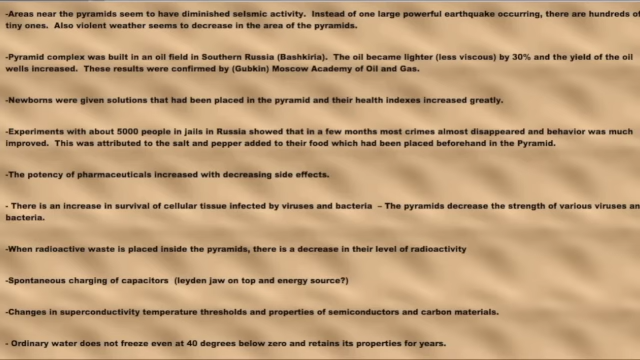 -Areas near the pyramids seem to have diminished seismic activity.  Instead of one large powerful earthquake occurring, there are hundreds of
tiny ones.  Also violent weather seems to decrease in the area of the pyramids.
-Pyramid complex was built in an oil field in Southern Russia (Bashkiria).  The oil became lighter (less viscous) by 30% and the yield of the oil
wells increased.  These results were confirmed by (Gubkin) Moscow Academy of Oil and Gas.
-Newborns were given solutions that had been placed in the pyramid and their health indexes increased greatly.
-Experiments with about 5000 people in jails in Russia showed that in a few months most crimes almost disappeared and behavior was much
improved.  This was attributed to the salt and pepper added to their food which had been placed beforehand in the Pyramid.
-The potency of pharmaceuticals increased with decreasing side effects.
- There is an increase in survival of cellular tissue infected by viruses and bacteria  – The pyramids decrease the strength of various viruses an
bacteria.
-When radioactive waste is placed inside the pyramids, there is a decrease in their level of radioactivity
-Spontaneous charging of capacitors  (leyden jaw on top and energy source?)
-Changes in superconductivity temperature thresholds and properties of semiconductors and carbon materials.
- Ordinary water does not freeze even at 40 degrees below zero and retains its properties for years.